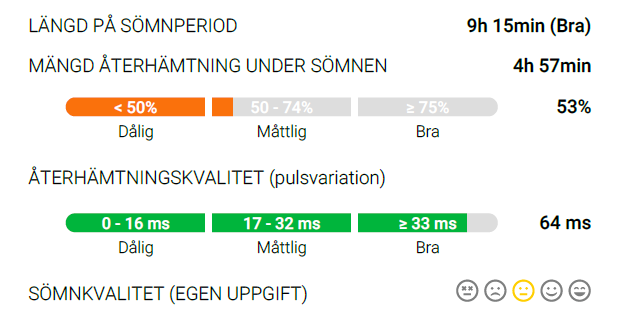 LÄNGD PÅ SÖMNPERIOD 9h 15min (Bra)
MÄNGD ÅTERHÄMTNING UNDER SÖMNEN 4h 57min
< 50% 50 - 74% ≥ 75% 53%
Dålig Måttlig Bra
ÅTERHÄMTNINGSKVALITET (pulsvariation)
0 - 16 ms 17 - 32 ms ≥ 33 ms 64 ms
Dålig Måttlig Bra
SÖMNKVALITET (EGEN UPPGIFT)